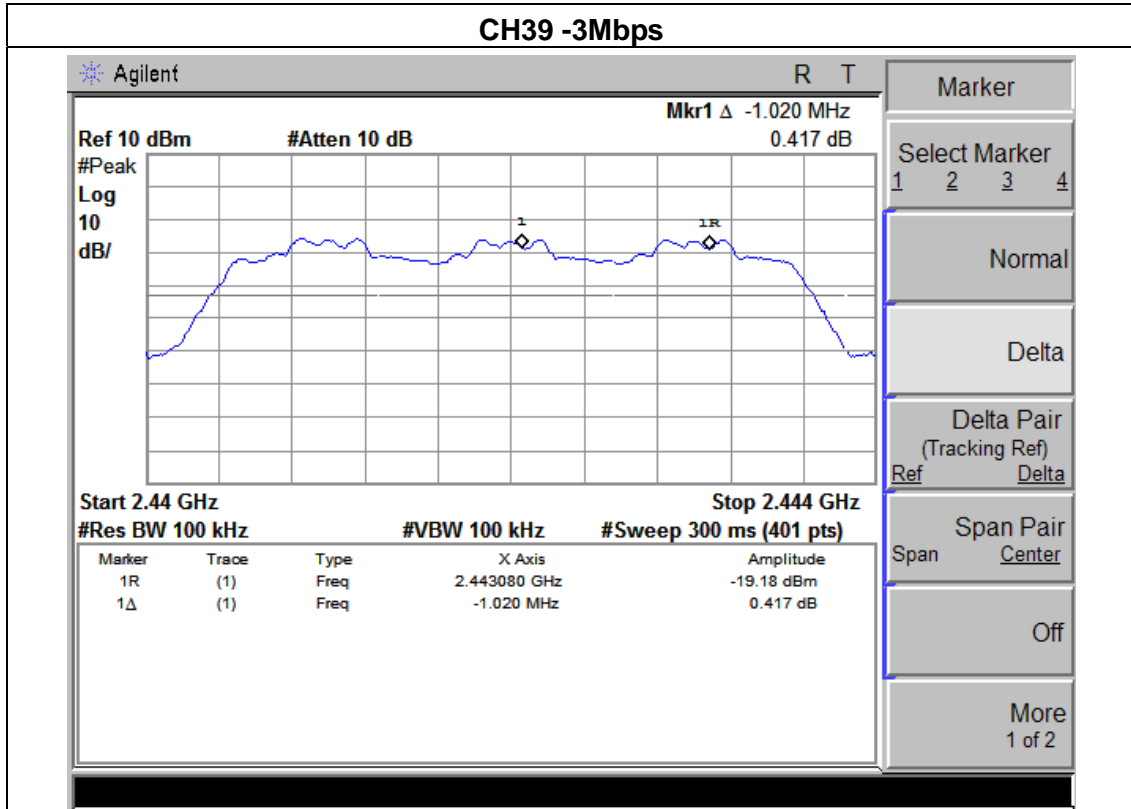 CH39 -3Mbps
Agilent
R T
Mkr1 Δ -1.020 MHz
Ref 10 dBm #Atten 10 dB 0.417 dB
#Peak
Log
10
dB/
1
1R
Start 2.44 GHz Stop 2.444 GHz
#Res BW 100 kHz #VBW 100 kHz #Sweep 300 ms (401 pts)
Marker Trace Type X Axis Amplitude
1R (1) Freq 2.443080 GHz -19.18 dBm
1Δ (1) Freq -1.020 MHz 0.417 dB
Marker
Select Marker
1 2 3 4
Normal
Delta
Delta Pair
(Tracking Ref)
Ref Delta
Span Pair
Span Center
Off
More
1 of 2